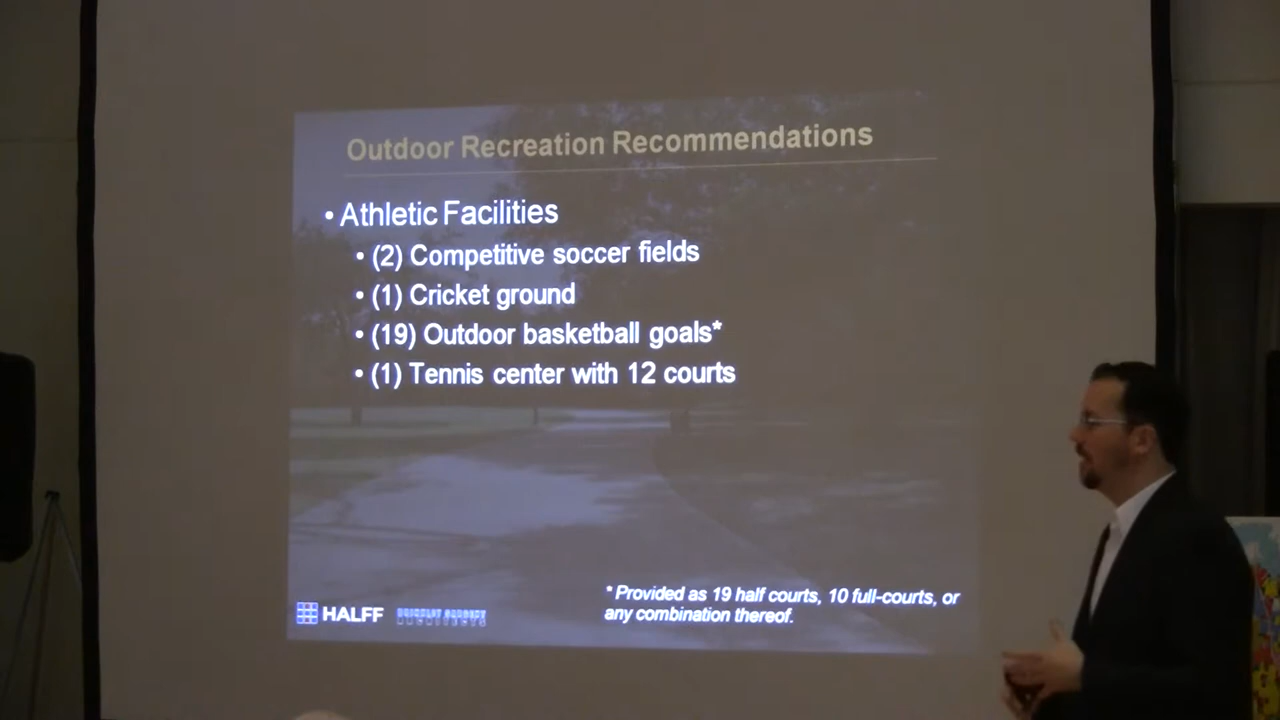 Outdoor Recreation Recommendations
• Athletic Facilities
• (2) Competitive soccer fields
• (1) Cricket ground
• (19) Outdoor basketball goals*
• (1) Tennis center with 12 courts
* Provided as 19 half courts, 10 full-courts, or
any combination thereof.
HALFF